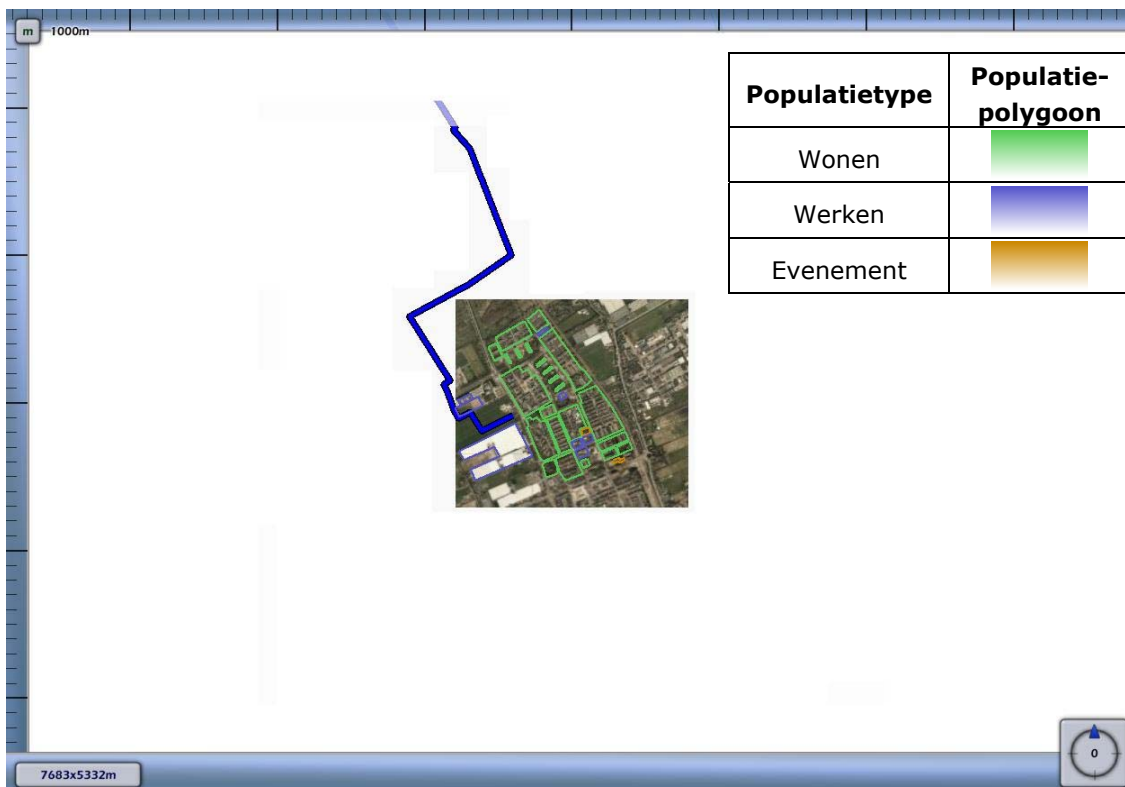 m 1000m
Populatietype
Populatie-
polygoon
Wonen
Werken
Evenement
0
7683x5332m